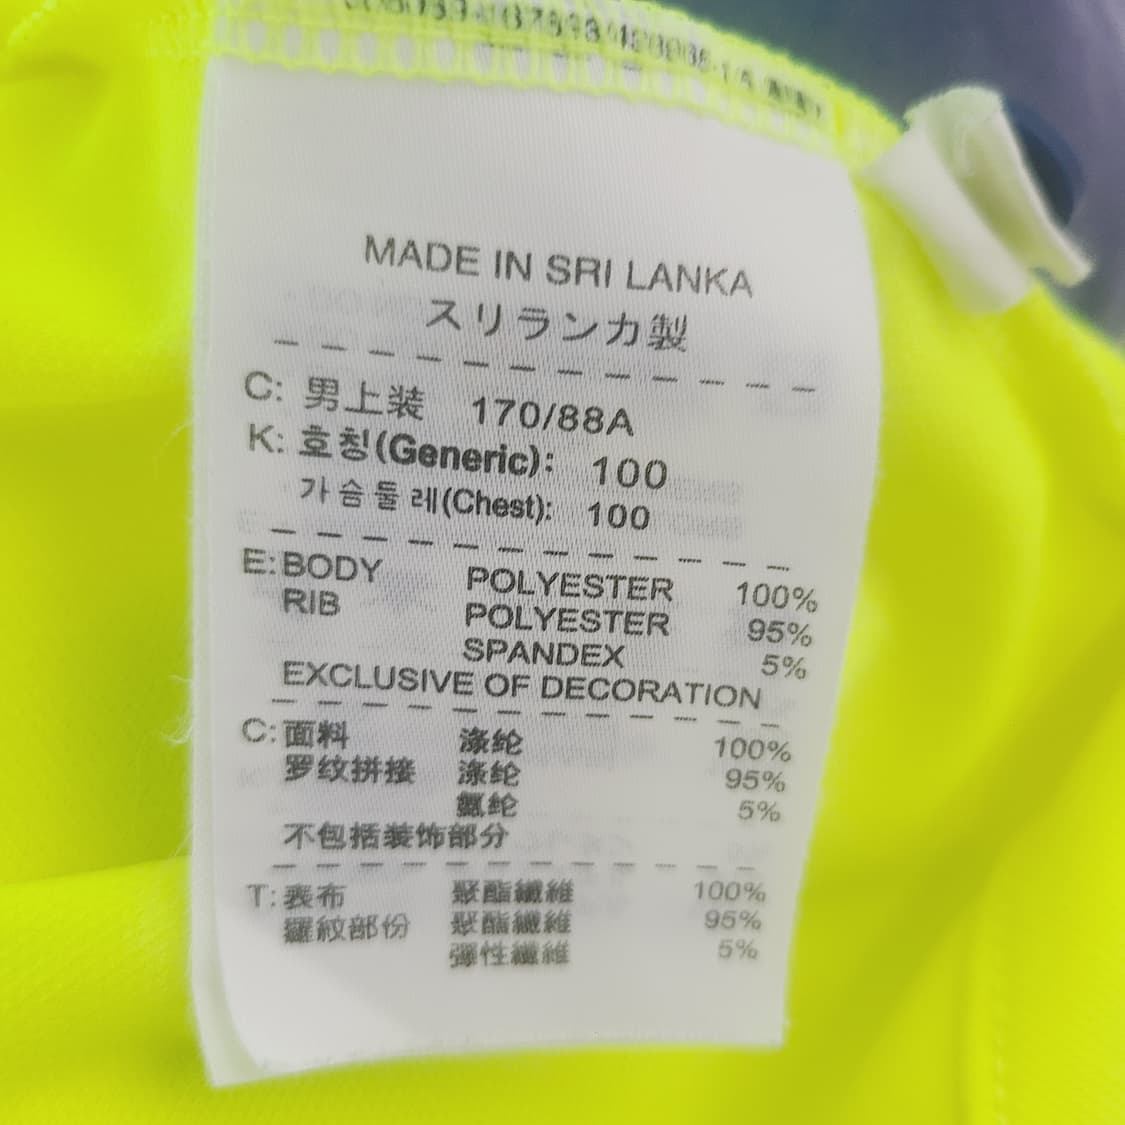 MADE IN SRI LANKA
スリランカ製
C: 男上装 170/88A
K: 호칭(Generic): 100
가슴둘레(Chest): 100
E: BODY POLYESTER 100%
RIB POLYESTER 95%
SPANDEX 5%
EXCLUSIVE OF DECORATION
C: 面料 涤纶 100%
罗纹拼接 涤纶 95%
氨纶 5%
不包括装饰部分
T: 表布 聚酯纖維 100%
羅紋部份 聚酯纖維 95%
彈性纖維 5%